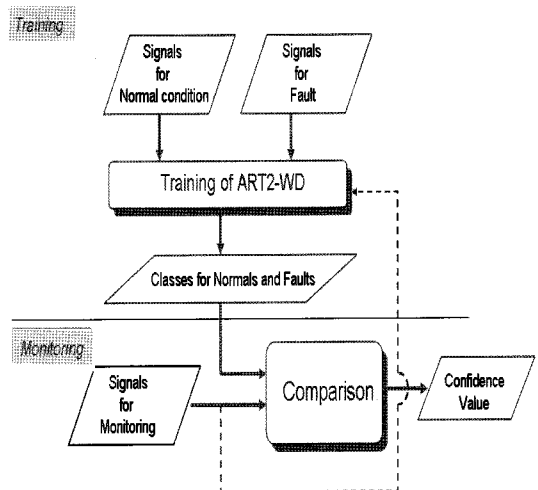 Training
Signals
for
Normal condition
Signals
for
Fault
Training of ART2-WD
Classes for Normals and Faults
Monitoring
Signals
for
Monitoring
Comparison
Confidence
Value